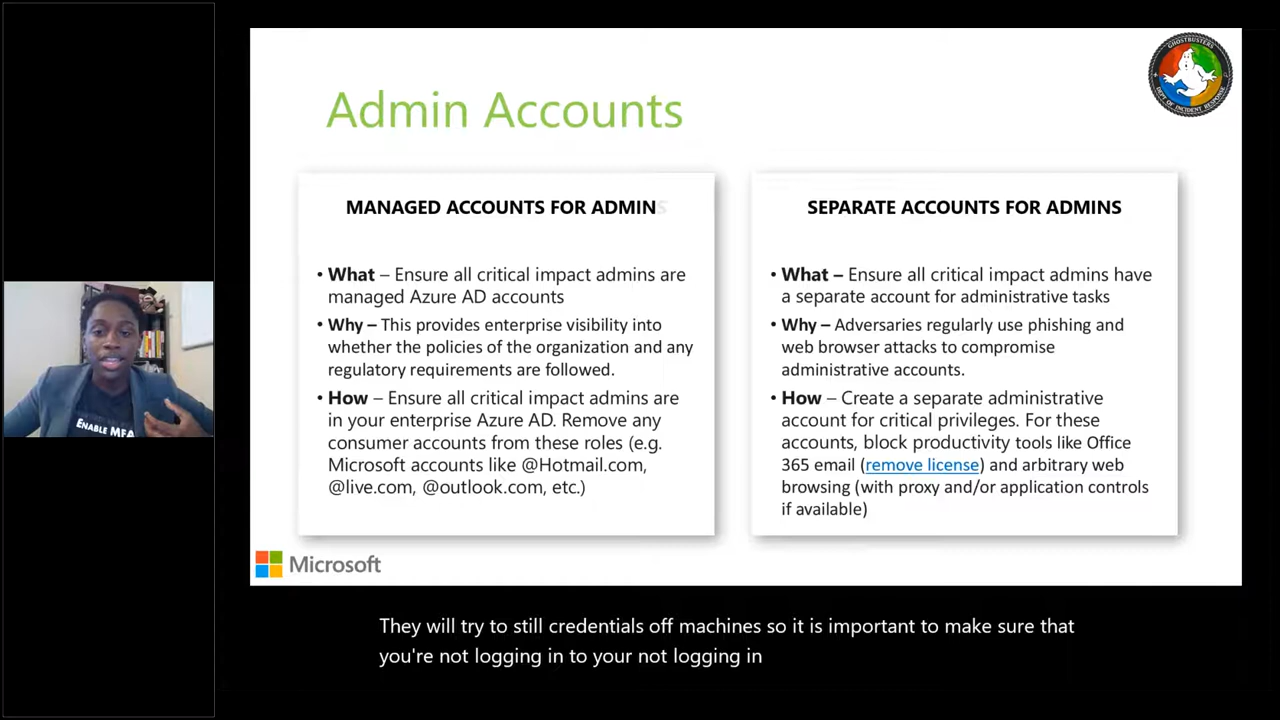 GHOSTBUSTERS
DEPT OF INCIDENT RESPONSE
Admin Accounts
MANAGED ACCOUNTS FOR ADMINS
• What – Ensure all critical impact admins are
managed Azure AD accounts
• Why – This provides enterprise visibility into
whether the policies of the organization and any
regulatory requirements are followed.
• How – Ensure all critical impact admins are
in your enterprise Azure AD. Remove any
consumer accounts from these roles (e.g.
Microsoft accounts like @Hotmail.com,
@live.com, @outlook.com, etc.)
SEPARATE ACCOUNTS FOR ADMINS
• What – Ensure all critical impact admins have
a separate account for administrative tasks
• Why – Adversaries regularly use phishing and
web browser attacks to compromise
administrative accounts.
• How – Create a separate administrative
account for critical privileges. For these
accounts, block productivity tools like Office
365 email (remove license) and arbitrary web
browsing (with proxy and/or application controls
if available)
ENABLE MFA
Microsoft
They will try to still credentials off machines so it is important to make sure that
you're not logging in to your not logging in